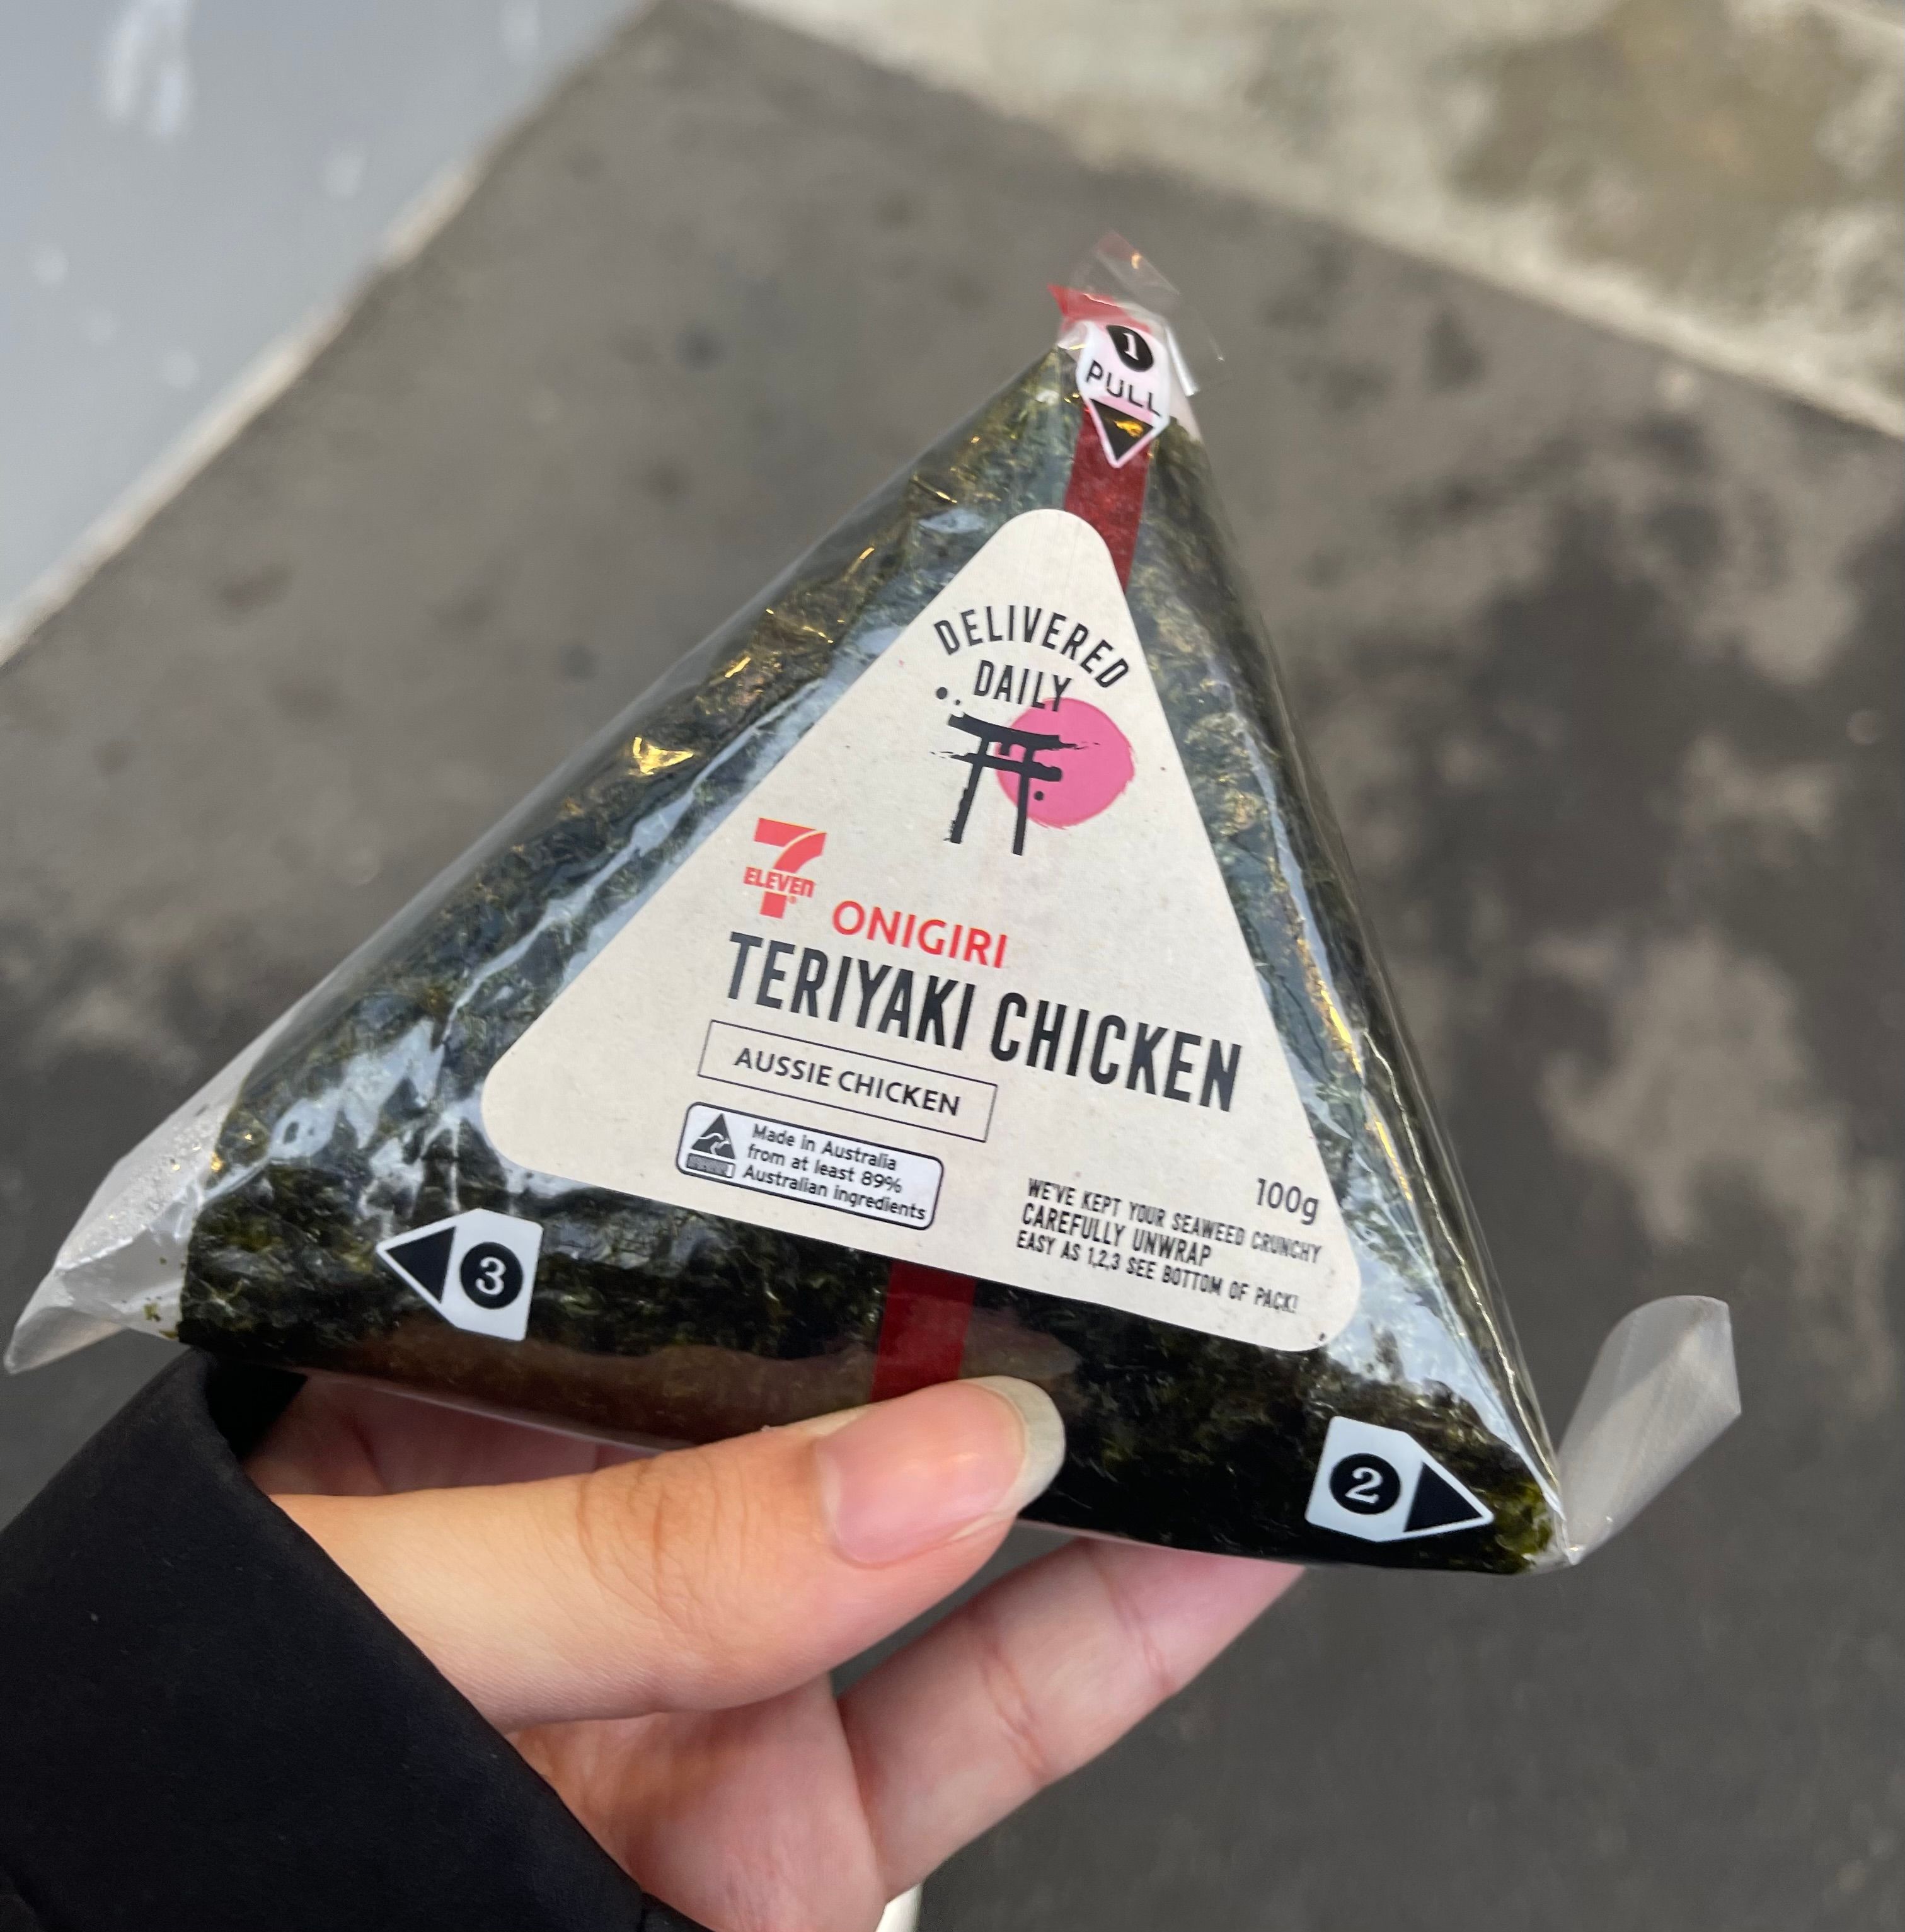 1
PULL
DELIVERED
DAILY
7
ELEVEn
ONIGIRI
TERIYAKI CHICKEN
AUSSIE CHICKEN
Made in Australia
from at least 89%
Australian ingredients
100g
WE'VE KEPT YOUR SEAWEED CRUNCHY
CAREFULLY UNWRAP
EASY AS 1,2,3 SEE BOTTOM OF PACK!
3
2